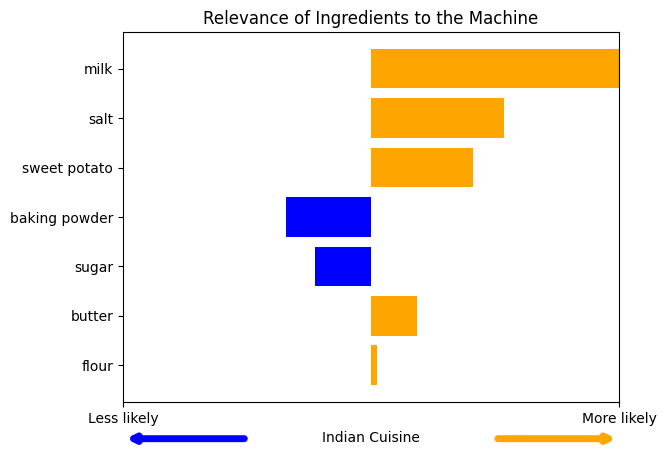 Relevance of Ingredients to the Machine
milk
salt
sweet potato
baking powder
sugar
butter
flour
Less likely
More likely
Indian Cuisine